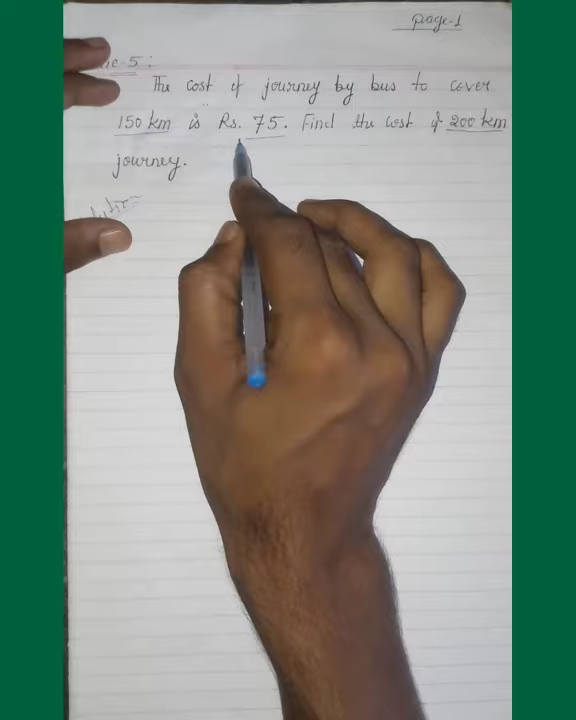 page-1
5:
The cost of journey by bus to cover
150 km is Rs. 75. Find the cost of 200 km
journey.